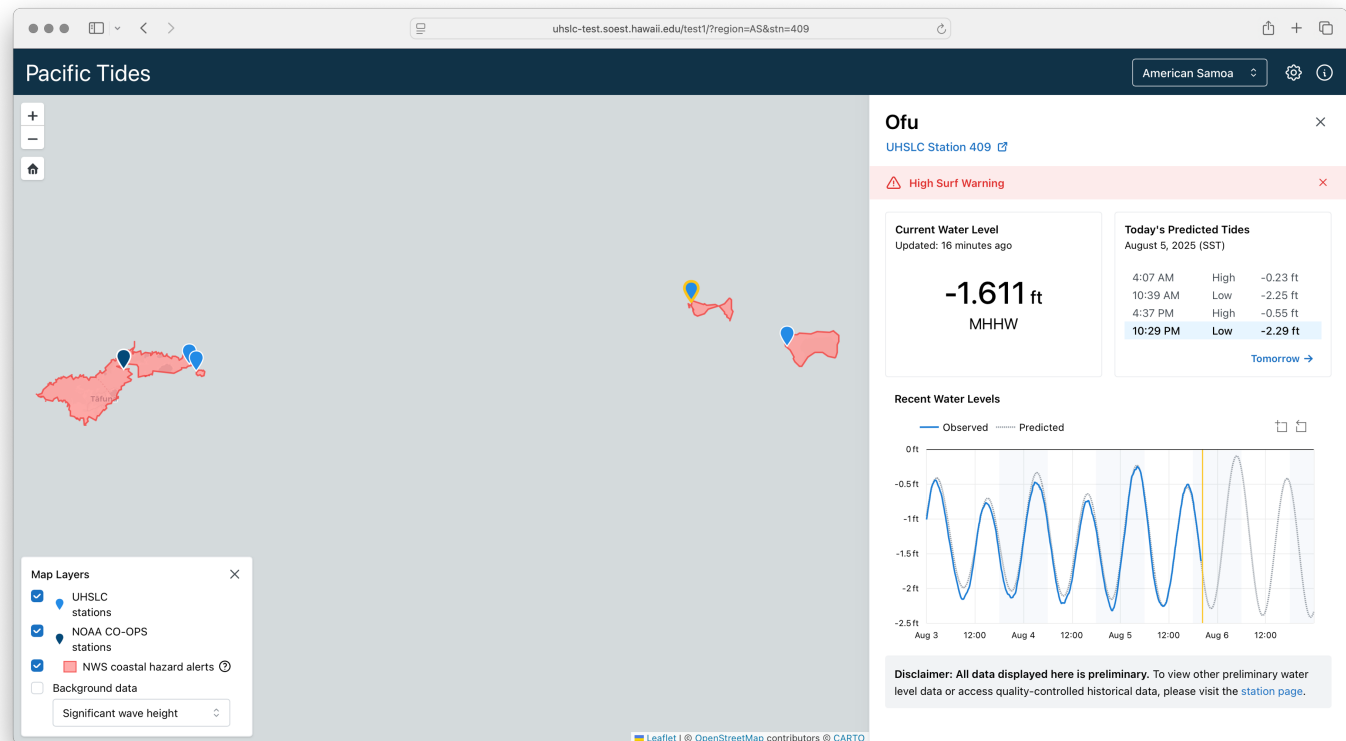 uhslc-test.soest.hawaii.edu/test1/?region=AS&stn=409
Pacific Tides
American Samoa
+
−
Tāfun
Map Layers
UHSLC
stations
NOAA CO-OPS
stations
NWS coastal hazard alerts
Background data
Significant wave height
Leaflet | © OpenStreetMap contributors © CARTO
Ofu
UHSLC Station 409
High Surf Warning
Current Water Level
Updated: 16 minutes ago
-1.611 ft
MHHW
Today's Predicted Tides
August 5, 2025 (SST)
4:07 AM High -0.23 ft
10:39 AM Low -2.25 ft
4:37 PM High -0.55 ft
10:29 PM Low -2.29 ft
Tomorrow →
Recent Water Levels
Observed Predicted
0 ft
-0.5 ft
-1 ft
-1.5 ft
-2 ft
-2.5 ft
Aug 3 12:00 Aug 4 12:00 Aug 5 12:00 Aug 6 12:00
Disclaimer: All data displayed here is preliminary. To view other preliminary water
level data or access quality-controlled historical data, please visit the station page.